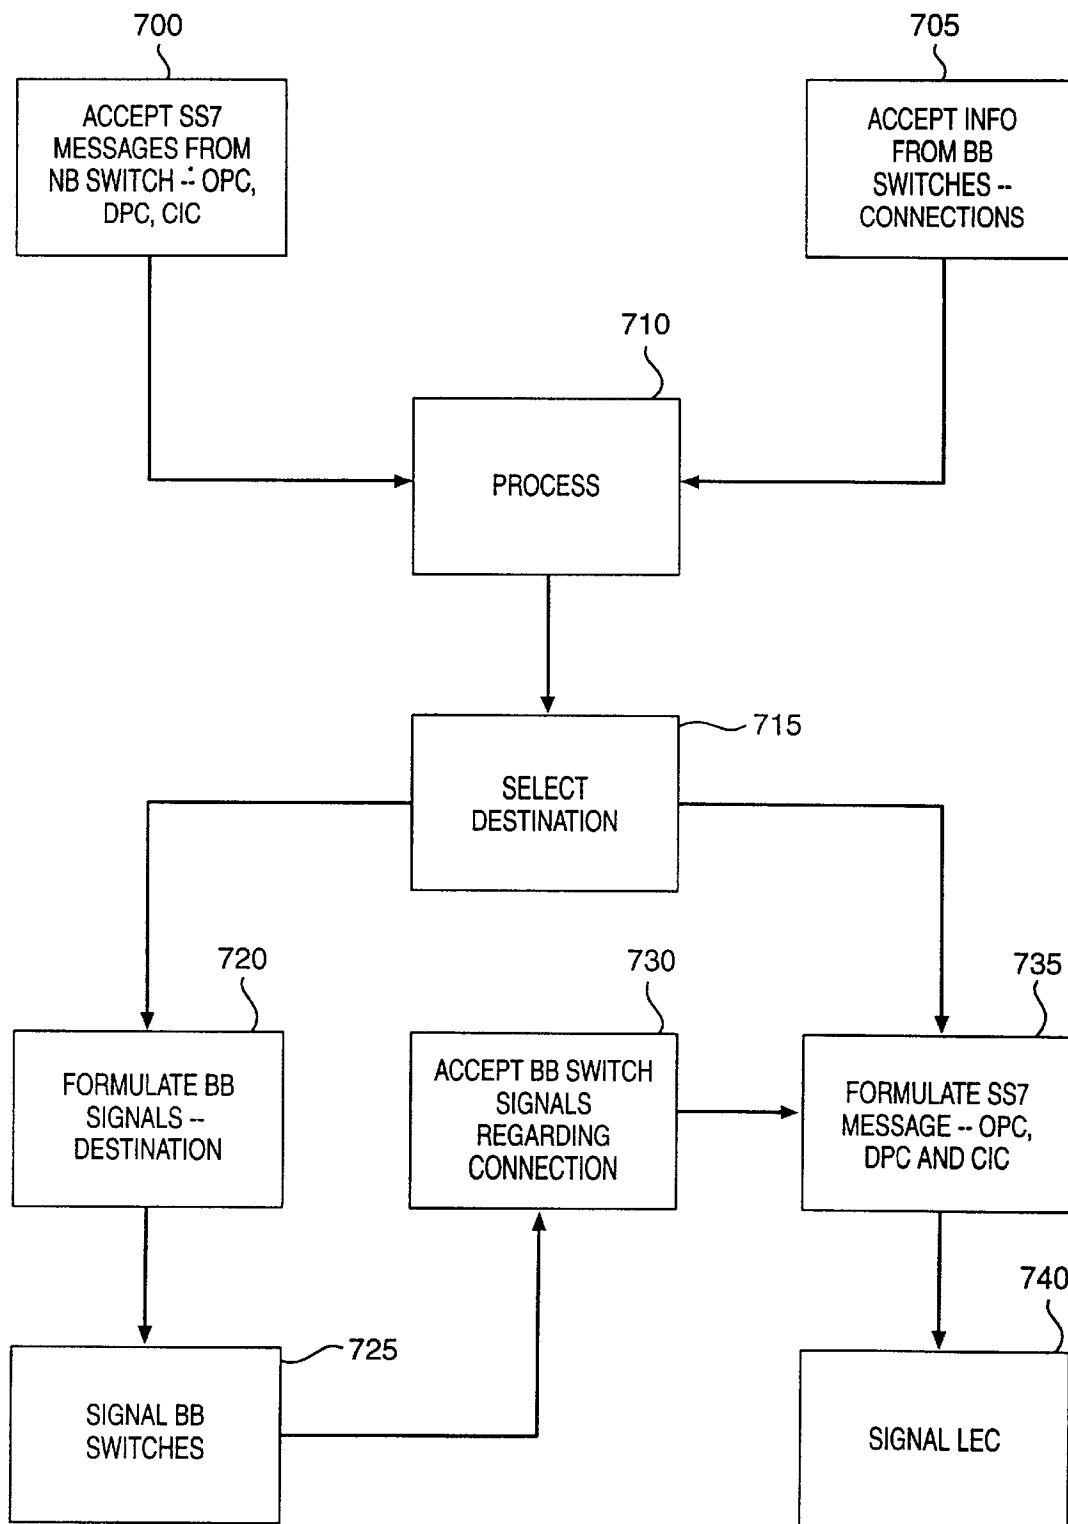 700
705
ACCEPT SS7
MESSAGES FROM
NB SWITCH -- OPC,
DPC, CIC
ACCEPT INFO
FROM BB
SWITCHES --
CONNECTIONS
710
PROCESS
715
SELECT
DESTINATION
720
730
735
FORMULATE BB
SIGNALS --
DESTINATION
ACCEPT BB SWITCH
SIGNALS
REGARDING
CONNECTION
FORMULATE SS7
MESSAGE -- OPC,
DPC AND CIC
725
740
SIGNAL BB
SWITCHES
SIGNAL LEC